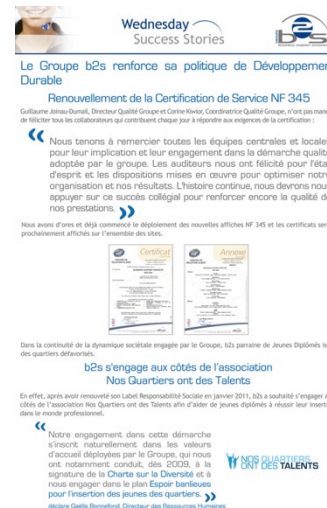 Wednesday
Success Stories
b2s
Le Groupe b2s renforce sa politique de Développemen
Durable
Renouvellement de la Certification de Service NF 345
Guillaume Joinau-Dumail, Directeur Qualité Groupe et Corine Kiwior, Coordinatrice Qualité Groupe, n'ont pas manq
de féliciter tous les collaborateurs qui contribuent chaque jour à répondre aux exigences de la certification :
Nous tenons à remercier toutes les équipes centrales et locales
pour leur implication et leur engagement dans la démarche qualit
adoptée par le groupe. Les auditeurs nous ont félicité pour l'éta
d'esprit et les dispositions mises en œuvre pour optimiser notr
organisation et nos résultats. L'histoire continue, nous devrons nou
appuyer sur ce succès collégial pour renforcer encore la qualité d
nos prestations.
Nous avons d'ores et déjà commencé le déploiement des nouvelles affiches NF 345 et les certificats ser
prochainement affichés sur l'ensemble des sites.
Certificat
Annexe
Dans la continuité de la dynamique sociétale engagée par le Groupe, b2s parraine de Jeunes Diplômés is
des quartiers défavorisés.
b2s s'engage aux côtés de l'association
Nos Quartiers ont des Talents
En effet, après avoir renouvelé son Label Responsabilité Sociale en janvier 2011, b2s a souhaité s'engager a
côtés de l'association Nos Quartiers ont des Talents afin d'aider de jeunes diplômés à réussir leur inserti
dans le monde professionnel.
Notre engagement dans cette démarche
s'inscrit naturellement dans les valeurs
d'accueil déployées par le Groupe, qui nous
ont notamment conduit, dès 2009, à la
signature de la Charte sur la Diversité et à
nous engager dans le plan Espoir banlieues
pour l'insertion des jeunes des quartiers.
NOS QUARTIERS
ONT DES TALENTS
déclare Gaëlle Bonnefond, Directeur des Ressources Humaines